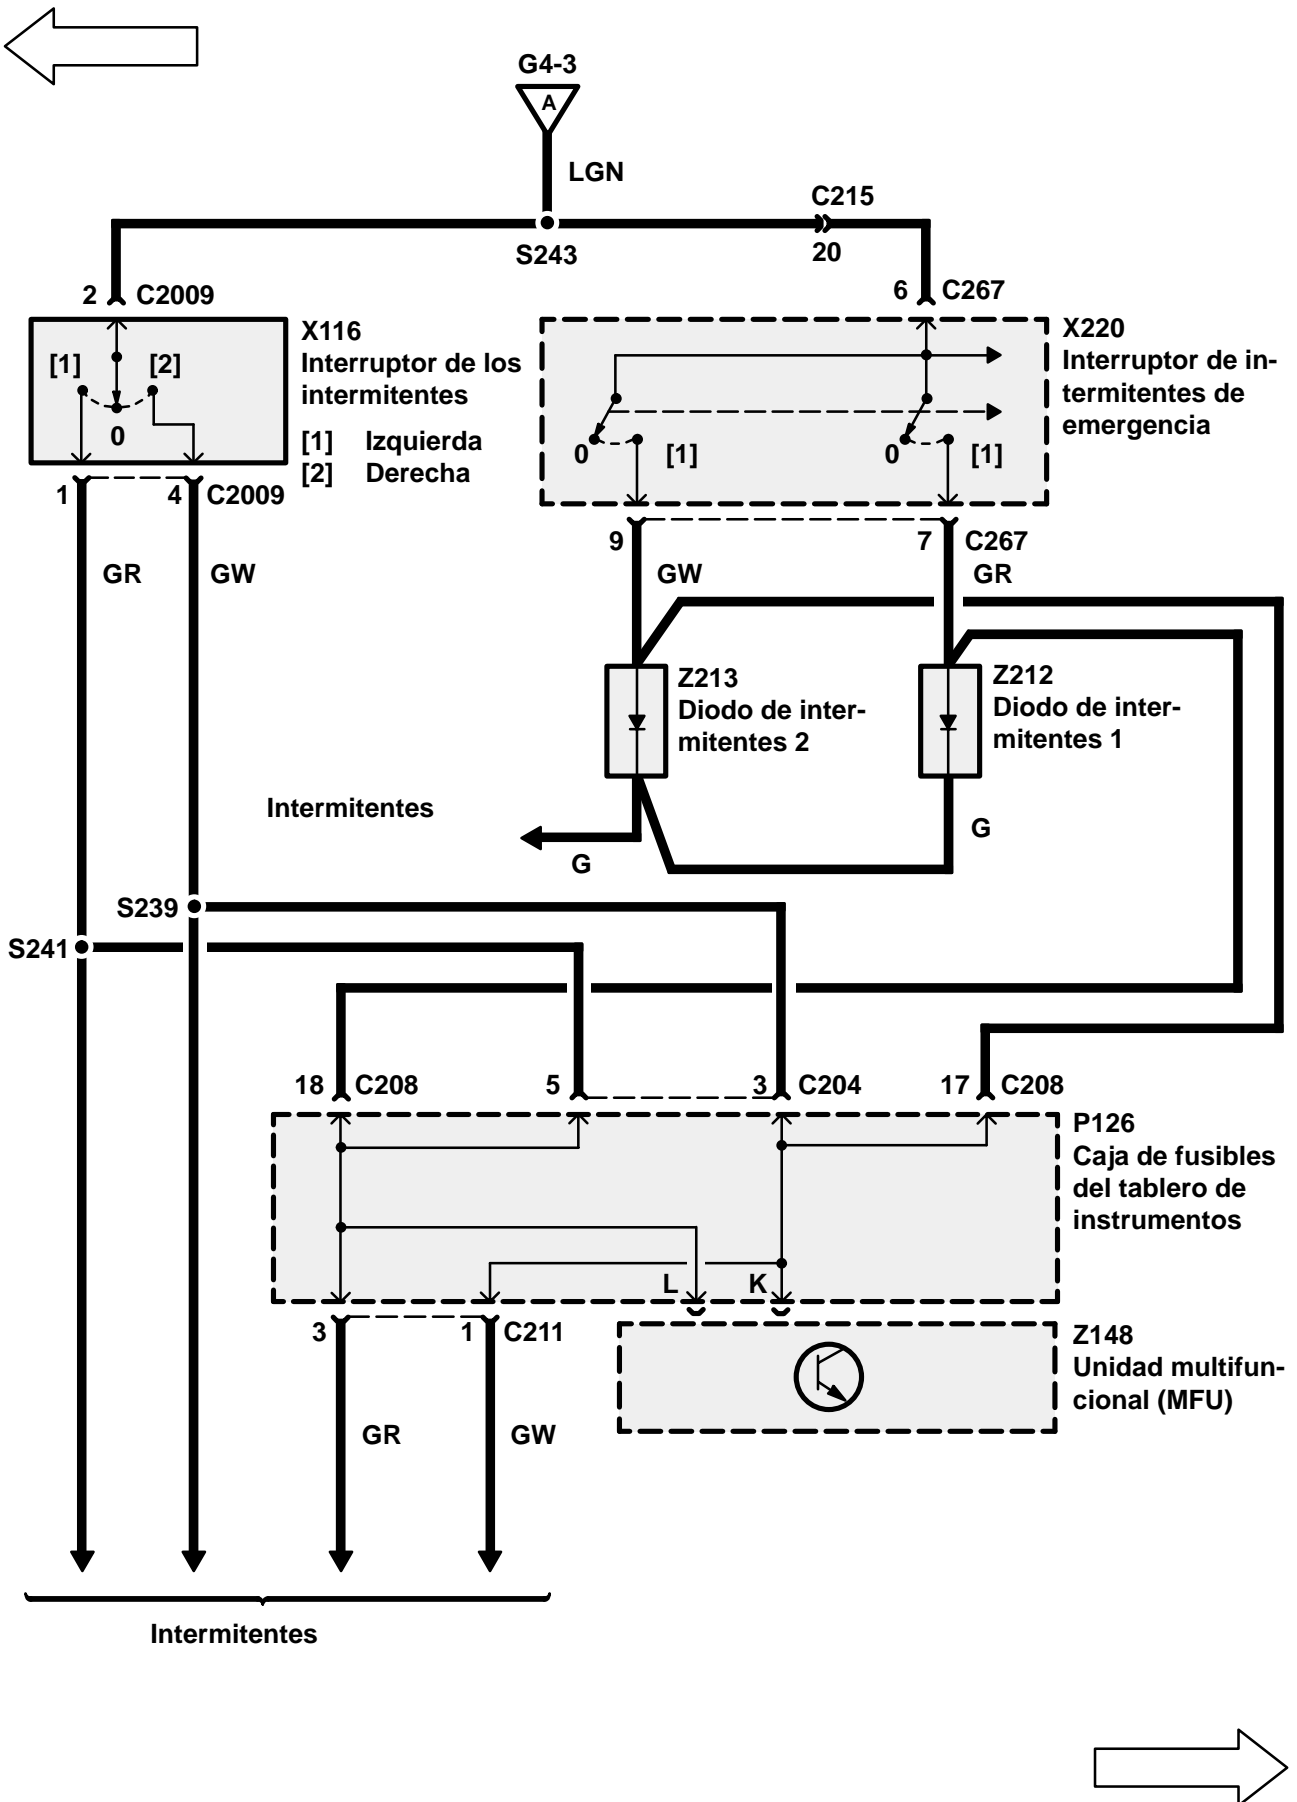 G4-3
A
LGN
C215
S243
20
2 C2009
6 C267
X116
Interruptor de los
intermitentes
[1] Izquierda
[2] Derecha
[1] [2]
0
X220
Interruptor de in-
termitentes de
emergencia
0 [1] 0 [1]
1 4 C2009
9 7 C267
GR GW
GW GR
Z213
Diodo de inter-
mitentes 2
Z212
Diodo de inter-
mitentes 1
Intermitentes
G
G
S239
S241
18 C208 5 3 C204 17 C208
P126
Caja de fusibles
del tablero de
instrumentos
L K
3 1 C211
Z148
Unidad multifun-
cional (MFU)
GR GW
Intermitentes